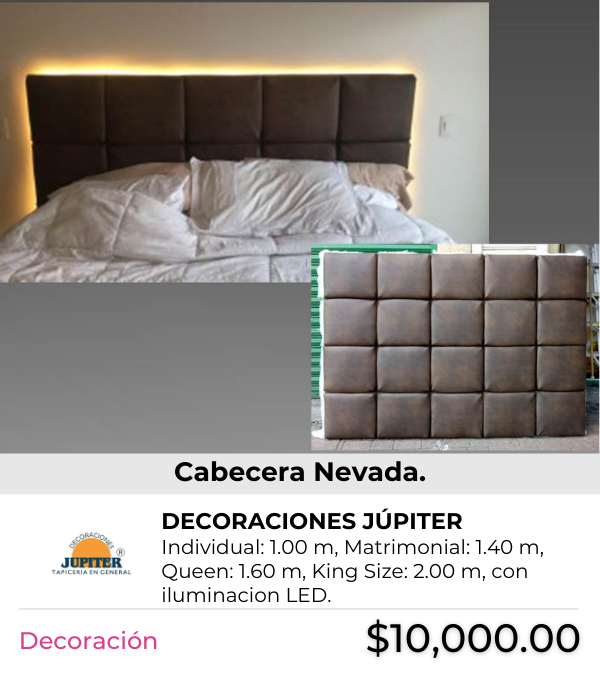 Cabecera Nevada.
DECORACIONES
JUPITER
®
TAPICERIA EN GENERAL
DECORACIONES JÚPITER
Individual: 1.00 m, Matrimonial: 1.40 m,
Queen: 1.60 m, King Size: 2.00 m, con
iluminacion LED.
Decoración
$10,000.00